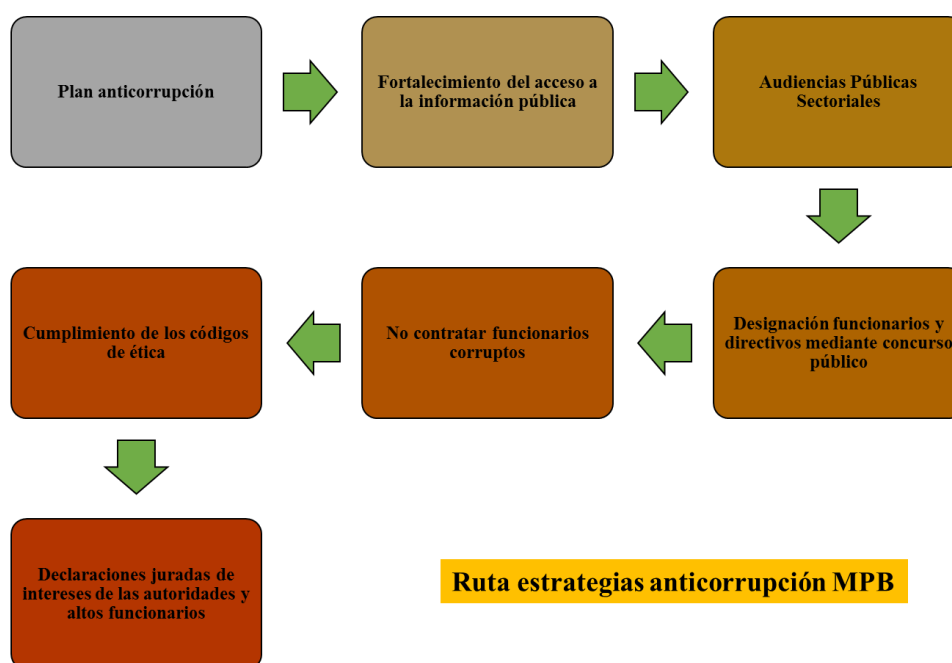 Plan anticorrupción
Fortalecimiento del acceso a
la información pública
Audiencias Públicas
Sectoriales
Designación funcionarios y
directivos mediante concurso
público
No contratar funcionarios
corruptos
Cumplimiento de los códigos
de ética
Declaraciones juradas de
intereses de las autoridades y
altos funcionarios
Ruta estrategias anticorrupción MPB